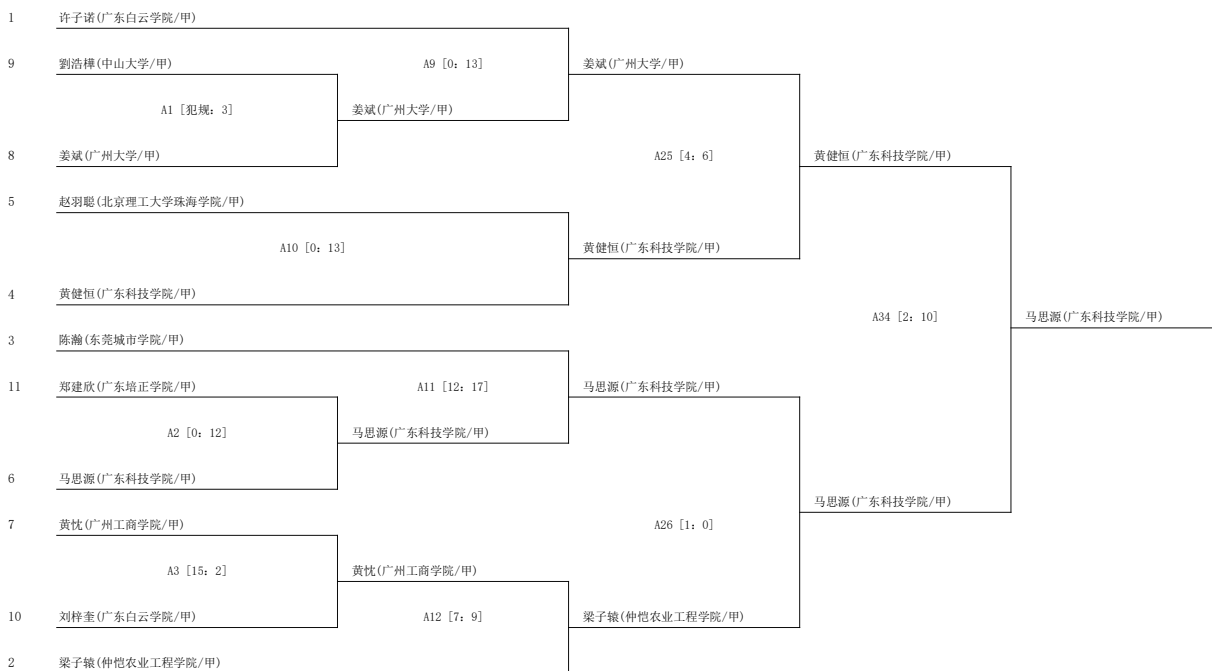 1 许子诺(广东白云学院/甲)
9 劉浩樺(中山大学/甲) A9 [0: 13] 姜斌(广州大学/甲)
A1 [犯规: 3] 姜斌(广州大学/甲)
8 姜斌(广州大学/甲) A25 [4: 6] 黄健恒(广东科技学院/甲)
5 赵羽聪(北京理工大学珠海学院/甲)
A10 [0: 13] 黄健恒(广东科技学院/甲)
4 黄健恒(广东科技学院/甲)
A34 [2: 10] 马思源(广东科技学院/甲)
3 陈瀚(东莞城市学院/甲)
11 郑建欣(广东培正学院/甲) A11 [12: 17] 马思源(广东科技学院/甲)
A2 [0: 12] 马思源(广东科技学院/甲)
6 马思源(广东科技学院/甲)
马思源(广东科技学院/甲)
7 黄忱(广州工商学院/甲) A26 [1: 0]
A3 [15: 2] 黄忱(广州工商学院/甲)
10 刘梓奎(广东白云学院/甲) A12 [7: 9] 梁子辕(仲恺农业工程学院/甲)
2 梁子辕(仲恺农业工程学院/甲)